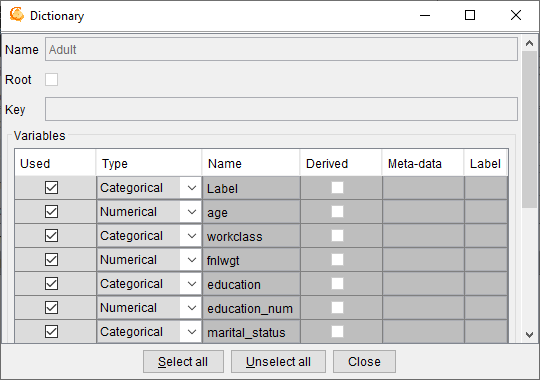 Dictionary
Name Adult
Root
Key
Variables
Used Type Name Derived Meta-data Label
Categorical Label
Numerical age
Categorical workclass
Numerical fnlwgt
Categorical education
Numerical education_num
Categorical marital_status
Select all Unselect all Close